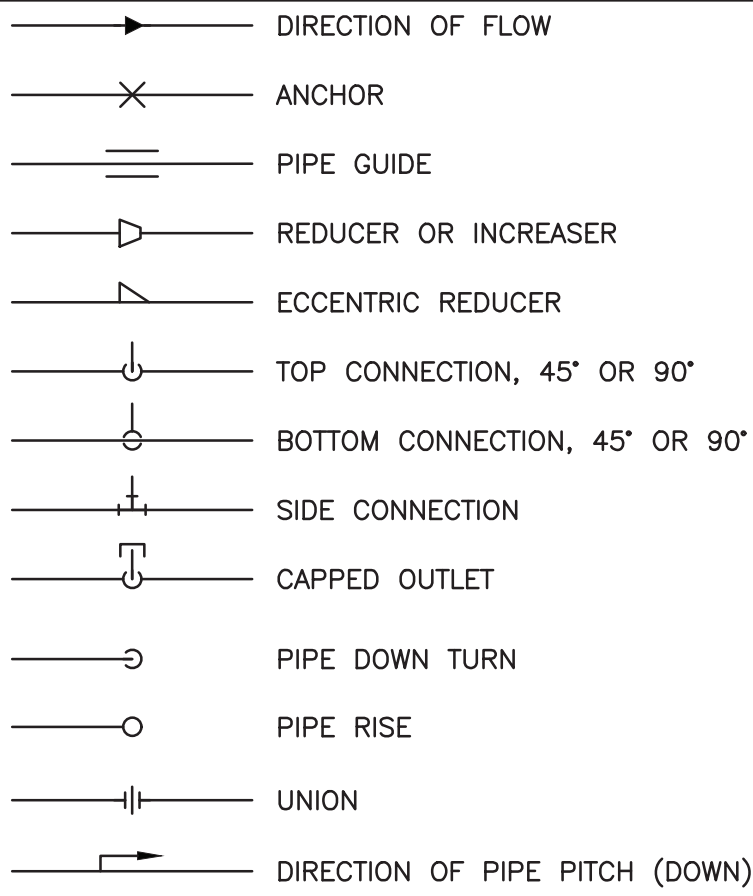 DIRECTION OF FLOW
ANCHOR
PIPE GUIDE
REDUCER OR INCREASER
ECCENTRIC REDUCER
TOP CONNECTION, 45° OR 90°
BOTTOM CONNECTION, 45° OR 90°
SIDE CONNECTION
CAPPED OUTLET
PIPE DOWN TURN
PIPE RISE
UNION
DIRECTION OF PIPE PITCH (DOWN)